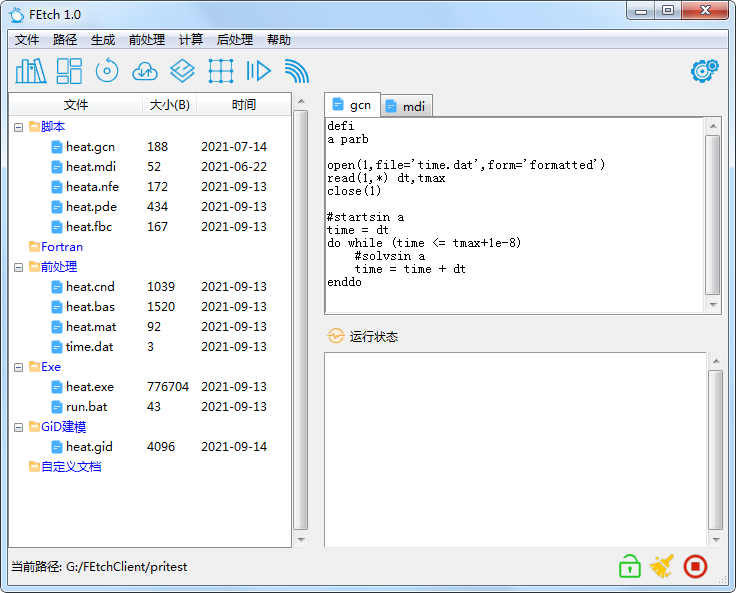 FEtch 1.0
文件 路径 生成 前处理 计算 后处理 帮助
文件 大小(B) 时间
脚本
heat.gcn 188 2021-07-14
heat.mdi 52 2021-06-22
heata.nfe 172 2021-09-13
heat.pde 434 2021-09-13
heat.fbc 167 2021-09-13
Fortran
前处理
heat.cnd 1039 2021-09-13
heat.bas 1520 2021-09-13
heat.mat 92 2021-09-13
time.dat 3 2021-09-13
Exe
heat.exe 776704 2021-09-13
run.bat 43 2021-09-13
GiD建模
heat.gid 4096 2021-09-14
自定义文档
gcn mdi
defi
a parb
open(1,file='time.dat',form='formatted')
read(1,*) dt,tmax
close(1)
#startsin a
time = dt
do while (time <= tmax+1e-8)
#solvsin a
time = time + dt
enddo
运行状态
当前路径: G:/FEtchClient/pritest